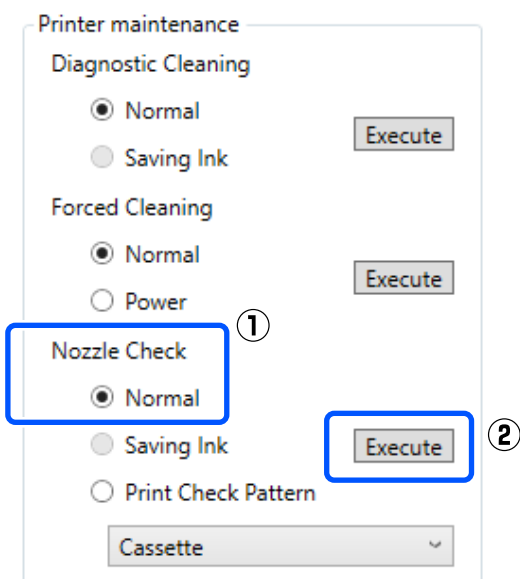 Printer maintenance
Diagnostic Cleaning
Normal
Execute
Saving Ink
Forced Cleaning
Normal
Execute
Power
①
Nozzle Check
Normal
Saving Ink
Execute
②
Print Check Pattern
Cassette